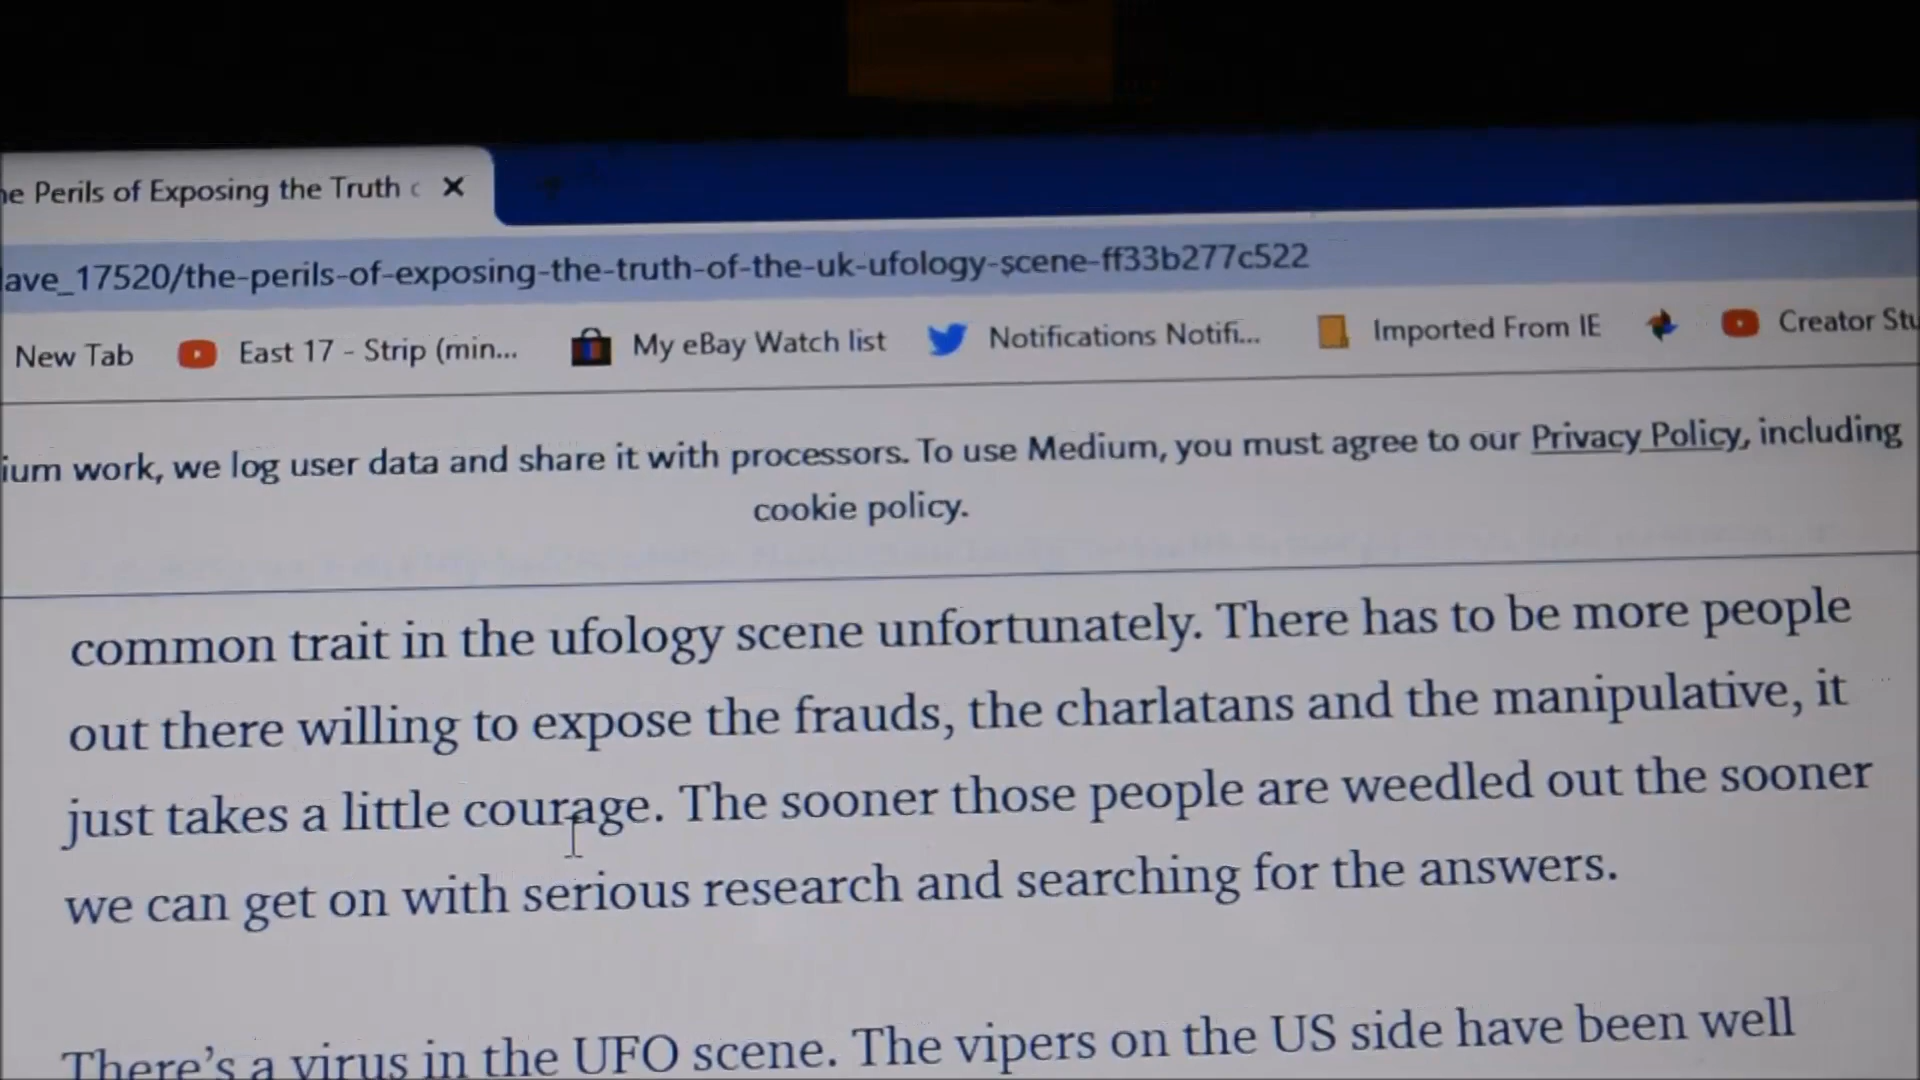 he Perils of Exposing the Truth
ave_17520/the-perils-of-exposing-the-truth-of-the-uk-ufology-scene-ff33b277c522
New Tab East 17 - Strip (min... My eBay Watch list Notifications Notifi... Imported From IE Creator Stu
ium work, we log user data and share it with processors. To use Medium, you must agree to our Privacy Policy, including
cookie policy.
common trait in the ufology scene unfortunately. There has to be more people
out there willing to expose the frauds, the charlatans and the manipulative, it
just takes a little courage. The sooner those people are weedled out the sooner
we can get on with serious research and searching for the answers.
There's a virus in the UFO scene. The vipers on the US side have been well